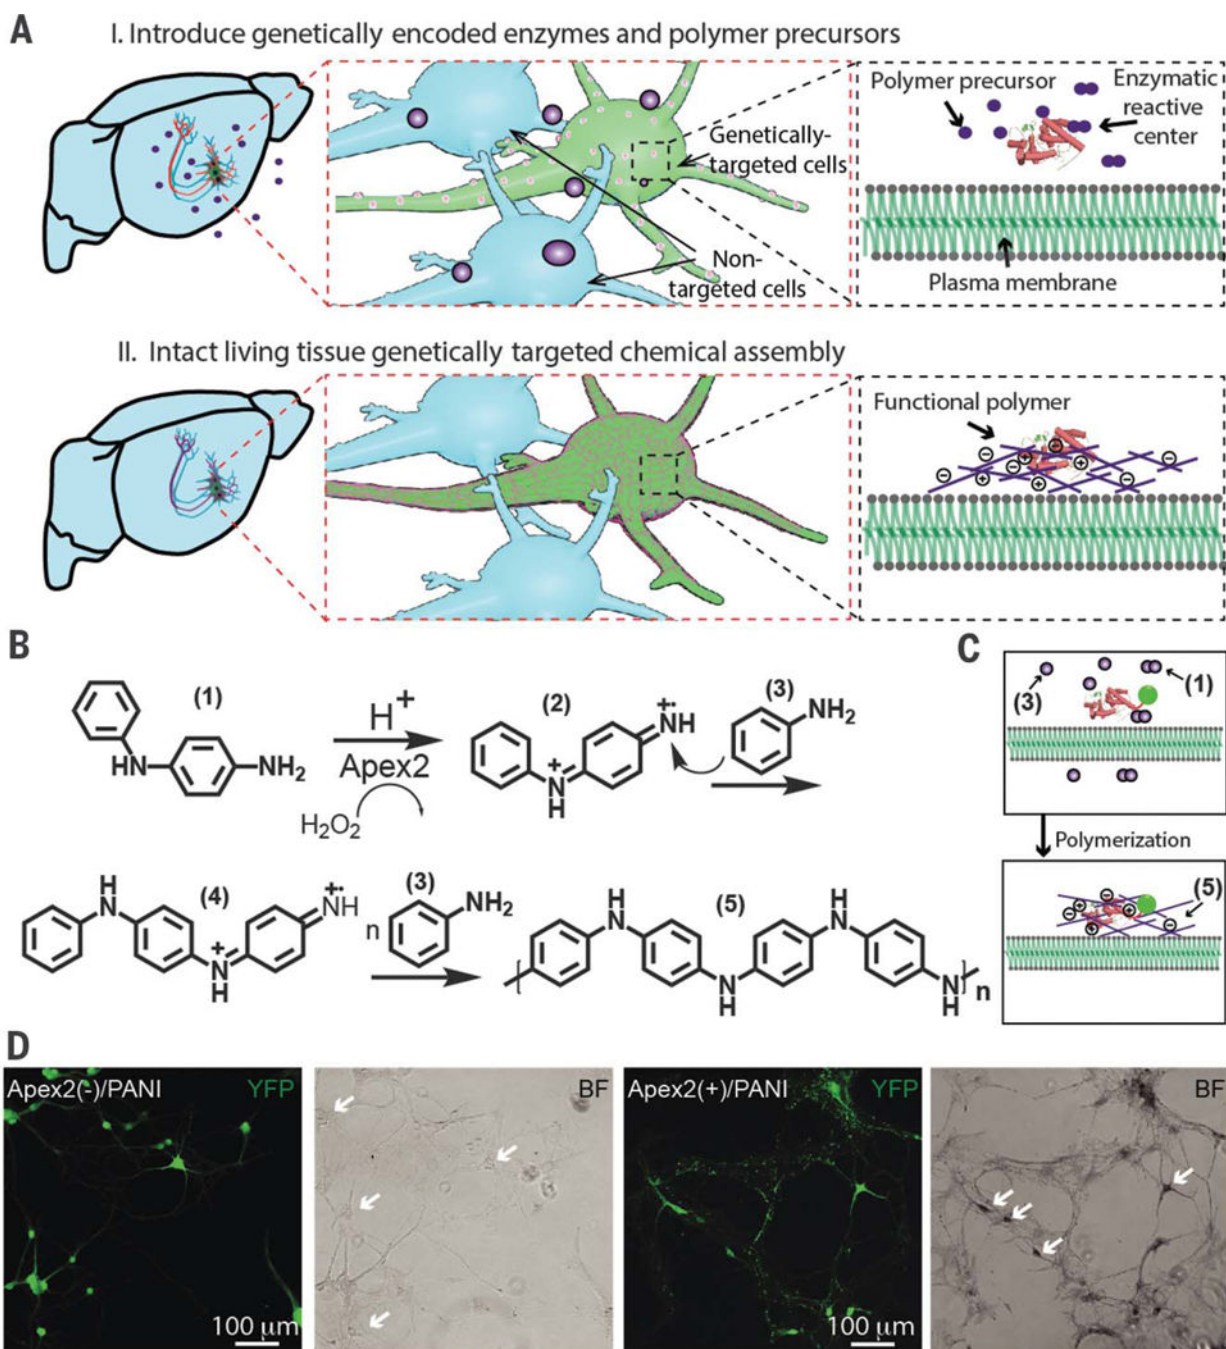 A
I. Introduce genetically encoded enzymes and polymer precursors
Genetically-
targeted cells
Non-
targeted cells
Polymer precursor
Enzymatic
reactive
center
Plasma membrane
II. Intact living tissue genetically targeted chemical assembly
Functional polymer
⊖ ⊖ ⊕ ⊕ ⊖ ⊖ ⊕ ⊖
B
(1)
HN
NH2
H+
Apex2
H2O2
(2)
+·
NH
+
N
H
(3)
NH2
H
N
(4)
+·
NH
+
N
H
n
(3)
NH2
(5)
H
N
H
N
N
H
N
H
n
C
(3)
(1)
Polymerization
(5)
⊖ ⊕ ⊕ ⊖ ⊕ ⊖
D
Apex2(-)/PANI YFP
100 μm
BF
Apex2(+)/PANI YFP
100 μm
BF